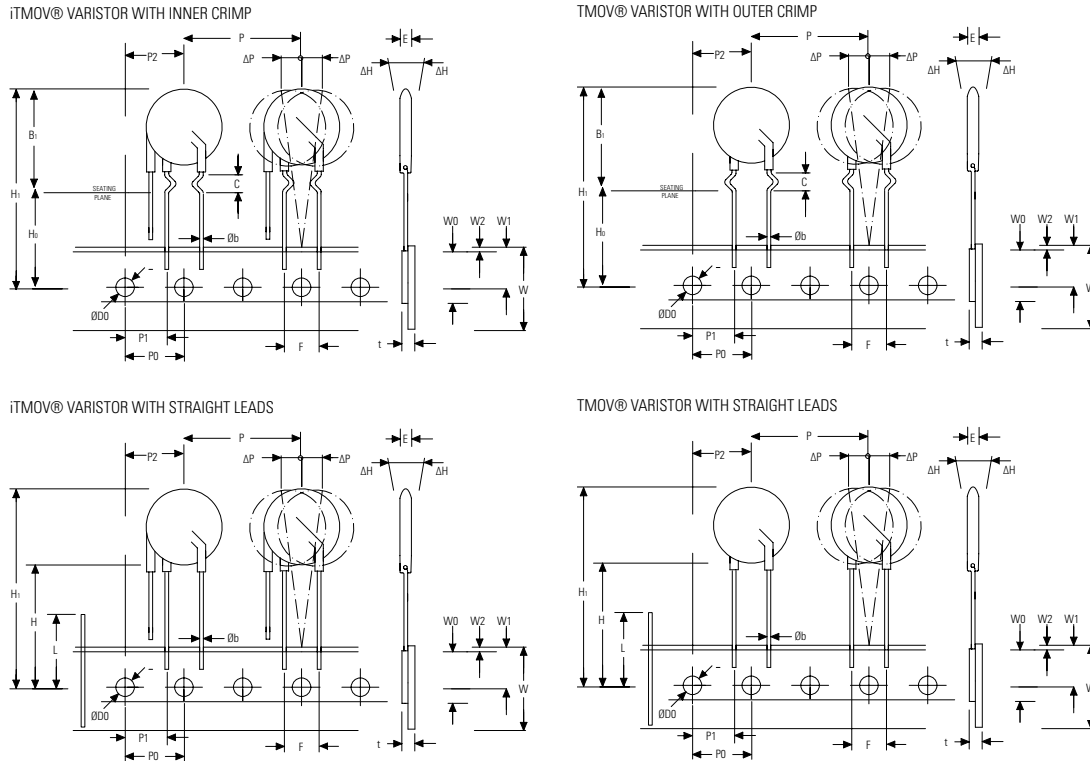 iTMOV® VARISTOR WITH INNER CRIMP
P
P2
ΔP
ΔP
E
ΔH
ΔH
B1
H1
C
SEATING
PLANE
H0
Øb
W0
W2
W1
W
ØD0
P1
P0
F
t
TMOV® VARISTOR WITH OUTER CRIMP
P
P2
ΔP
ΔP
E
ΔH
ΔH
B1
H1
C
SEATING
PLANE
H0
Øb
W0
W2
W1
W
ØD0
P1
P0
F
t
iTMOV® VARISTOR WITH STRAIGHT LEADS
P
P2
ΔP
ΔP
E
ΔH
ΔH
H1
H
L
Øb
W0
W2
W1
W
ØD0
P1
P0
F
t
TMOV® VARISTOR WITH STRAIGHT LEADS
P
P2
ΔP
ΔP
E
ΔH
ΔH
H1
H
L
Øb
W0
W2
W1
W
ØD0
P1
P0
F
t